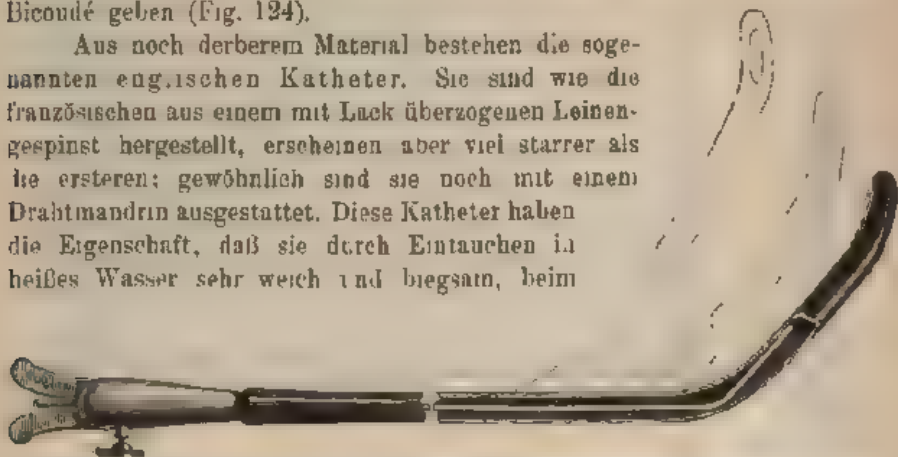 Bicoudé geben (Fig. 124).
Aus noch derberem Material bestehen die soge-
nannten englischen Katheter. Sie sind wie die
französischen aus einem mit Lack überzogenen Leinen-
gespinst hergestellt, erscheinen aber viel starrer als
die ersteren; gewöhnlich sind sie noch mit einem
Drahtmandrin ausgestattet. Diese Katheter haben
die Eigenschaft, daß sie durch Eintauchen in
heißes Wasser sehr weich und biegsam, beim